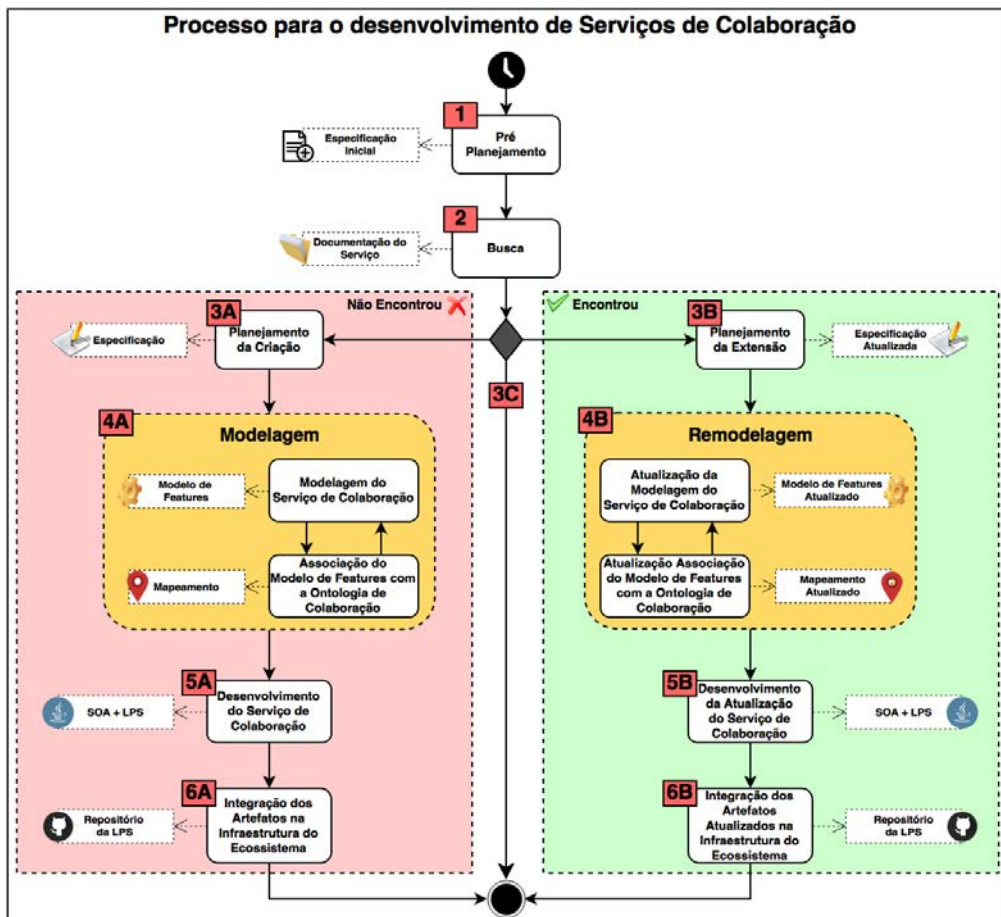 Processo para o desenvolvimento de Serviços de Colaboração
1
Pré
Planejamento
Especificação
Inicial
2
Busca
Documentação do
Serviço
Não Encontrou
Encontrou
3A
Planejamento
da Criação
Especificação
3B
Planejamento
da Extensão
Especificação
Atualizada
3C
4A
Modelagem
Modelo de
Features
Modelagem do
Serviço de Colaboração
Mapeamento
Associação do
Modelo de Features com
a Ontologia de
Colaboração
4B
Remodelagem
Atualização da
Modelagem do
Serviço de Colaboração
Modelo de Features
Atualizado
Atualização Associação
do Modelo de Features
com a Ontologia de
Colaboração
Mapeamento
Atualizado
5A
Desenvolvimento
do Serviço de
Colaboração
SOA + LPS
5B
Desenvolvimento
da Atualização
do Serviço de
Colaboração
SOA + LPS
6A
Integração dos
Artefatos na
Infraestrutura do
Ecossistema
Repositório
da LPS
6B
Integração dos
Artefatos
Atualizados na
Infraestrutura do
Ecossistema
Repositório
da LPS